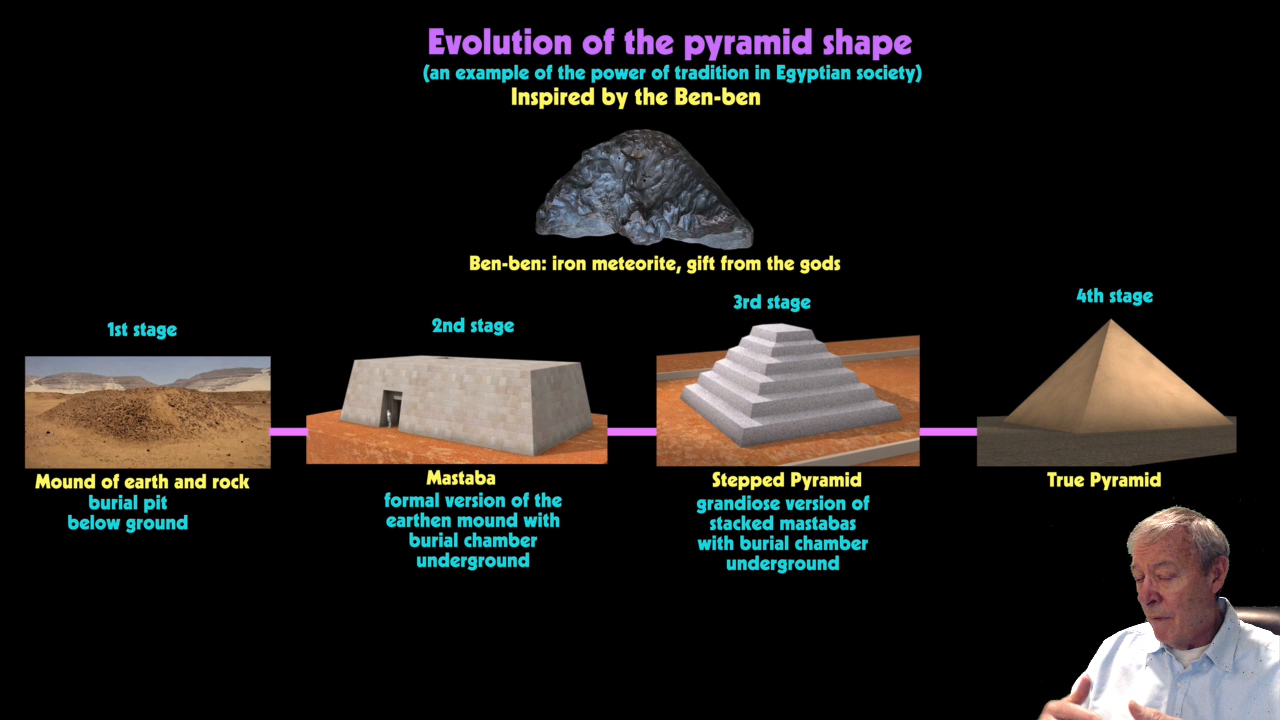 Evolution of the pyramid shape
(an example of the power of tradition in Egyptian society)
Inspired by the Ben-ben
Ben-ben: iron meteorite, gift from the gods
1st stage
Mound of earth and rock
burial pit
below ground
2nd stage
Mastaba
formal version of the
earthen mound with
burial chamber
underground
3rd stage
Stepped Pyramid
grandiose version of
stacked mastabas
with burial chamber
underground
4th stage
True Pyramid